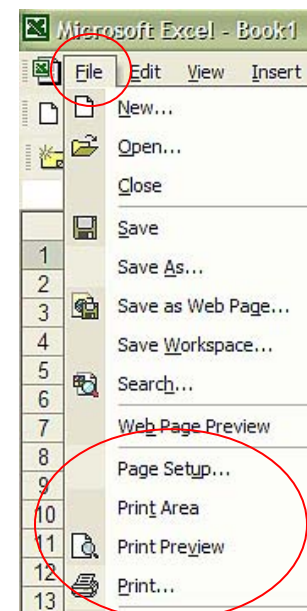 Microsoft Excel - Book1
File Edit View Insert
New...
Open...
Close
Save
1
Save As...
2
3 Save as Web Page...
4 Save Workspace...
5
Search...
6
7 Web Page Preview
8
Page Setup...
9
10 Print Area
11 Print Preview
12
Print...
13